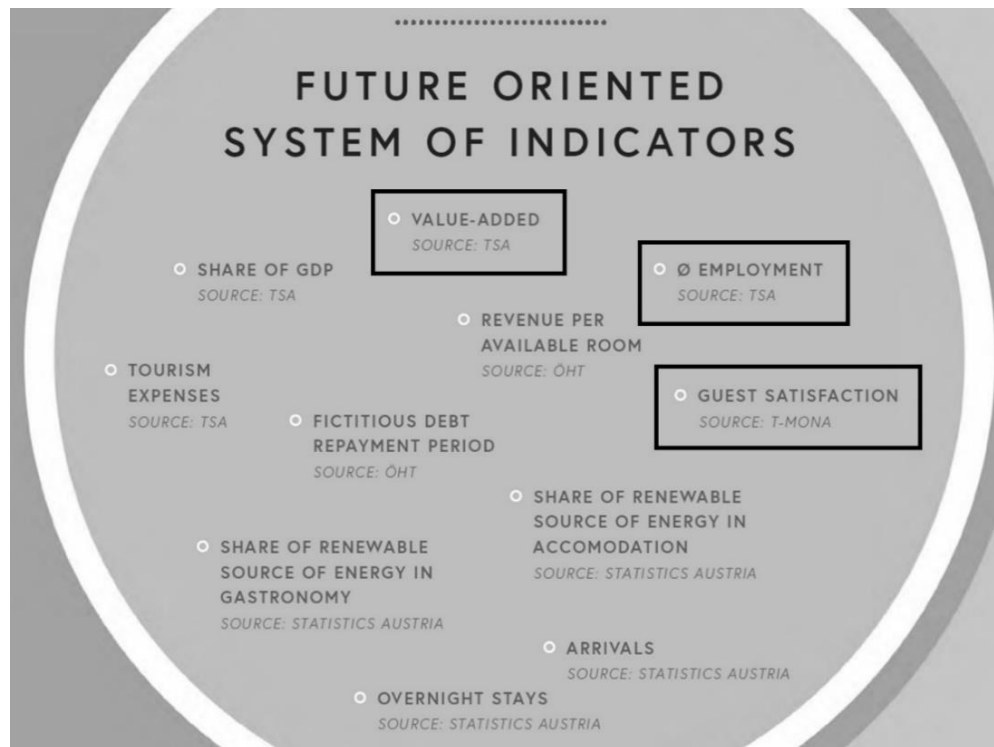 FUTURE ORIENTED
SYSTEM OF INDICATORS
VALUE-ADDED
SOURCE: TSA
SHARE OF GDP
SOURCE: TSA
Ø EMPLOYMENT
SOURCE: TSA
REVENUE PER
AVAILABLE ROOM
SOURCE: ÖHT
TOURISM
EXPENSES
SOURCE: TSA
GUEST SATISFACTION
SOURCE: T-MONA
FICTITIOUS DEBT
REPAYMENT PERIOD
SOURCE: ÖHT
SHARE OF RENEWABLE
SOURCE OF ENERGY IN
ACCOMODATION
SOURCE: STATISTICS AUSTRIA
SHARE OF RENEWABLE
SOURCE OF ENERGY IN
GASTRONOMY
SOURCE: STATISTICS AUSTRIA
ARRIVALS
SOURCE: STATISTICS AUSTRIA
OVERNIGHT STAYS
SOURCE: STATISTICS AUSTRIA